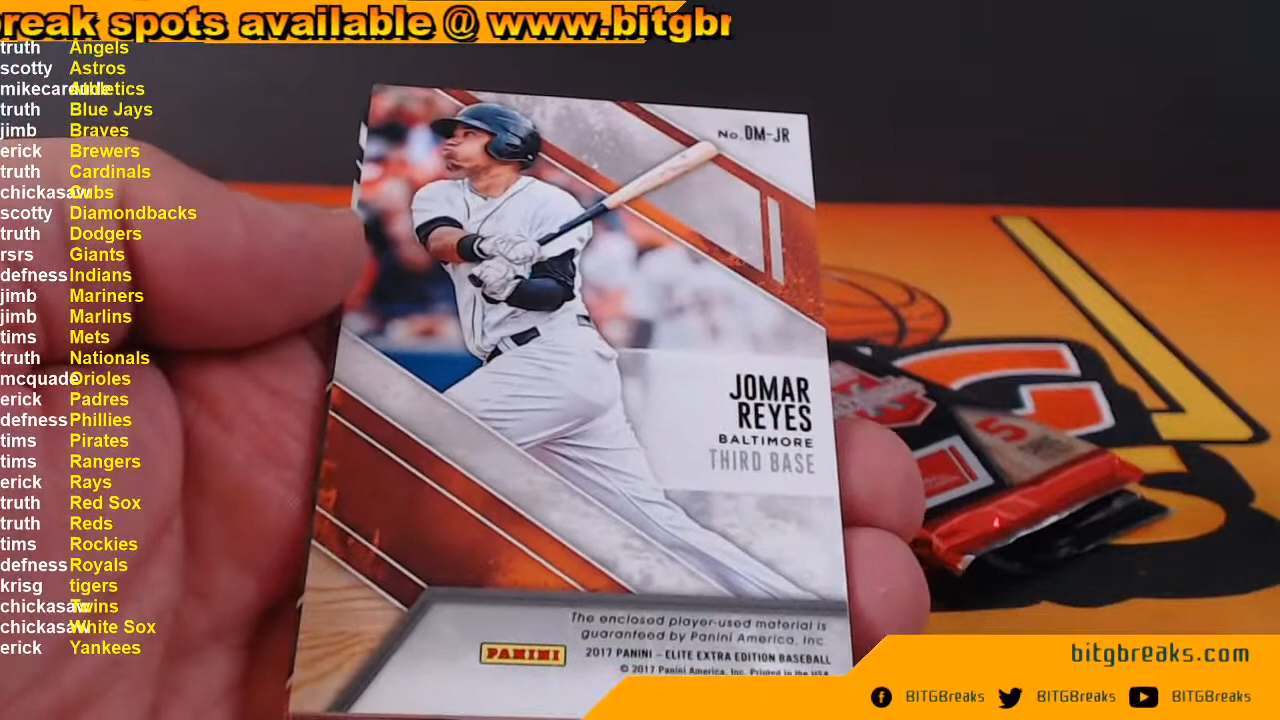 break spots available @ www.bitgbr
truth Angels
scotty Astros
mikecardude Athletics
truth Blue Jays
jimb Braves
erick Brewers
truth Cardinals
chickasaw Cubs
scotty Diamondbacks
truth Dodgers
rsrs Giants
defness Indians
jimb Mariners
jimb Marlins
tims Mets
truth Nationals
mcquade Orioles
erick Padres
defness Phillies
tims Pirates
tims Rangers
erick Rays
truth Red Sox
truth Reds
tims Rockies
defness Royals
krisg tigers
chickasaw Twins
chickasaw White Sox
erick Yankees
No. DM-JR
JOMAR
REYES
BALTIMORE
THIRD BASE
The enclosed player-used material is
guaranteed by Panini America, Inc.
PANINI
2017 PANINI – ELITE EXTRA EDITION BASEBALL
© 2017 Panini America, Inc. Printed in the USA
5
bitgbreaks.com
BITGBreaks BITGBreaks BITGBreaks